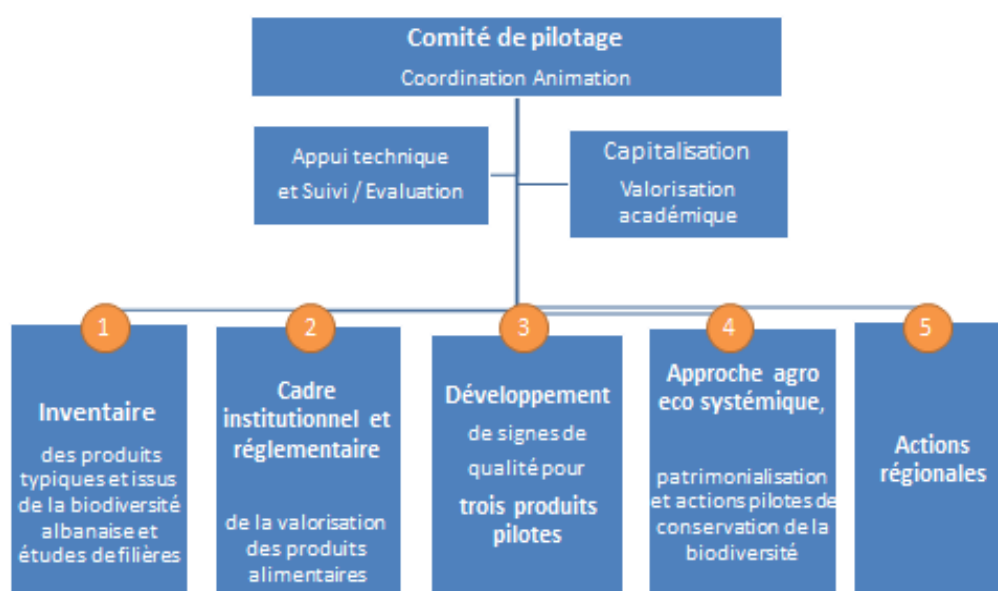 Comité de pilotage
Coordination Animation
Appui technique
et Suivi / Evaluation
Capitalisation
Valorisation
académique
1
Inventaire
des produits
typiques et issus
de la biodiversité
albanaise et
études de filières
2
Cadre
institutionnel et
réglementaire
de la valorisation
des produits
alimentaires
3
Développement
de signes de
qualité pour
trois produits
pilotes
4
Approche agro
eco systémique,
patrimonialisation
et actions pilotes de
conservation de la
biodiversité
5
Actions
régionales